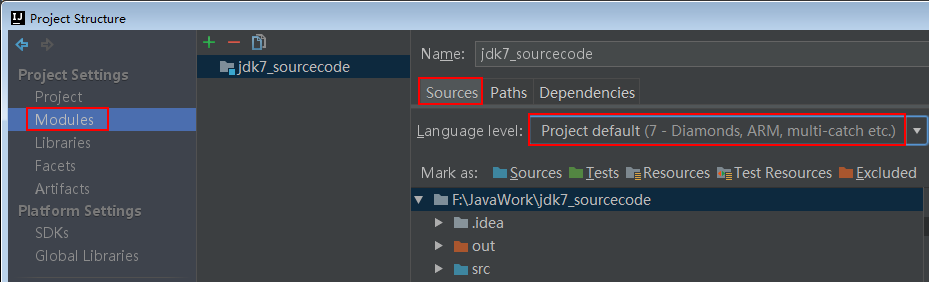 IJ Project Structure
Project Settings
Project
Modules
Libraries
Facets
Artifacts
Platform Settings
SDKs
Global Libraries
jdk7_sourcecode
Name: jdk7_sourcecode
Sources Paths Dependencies
Language level: Project default (7 - Diamonds, ARM, multi-catch etc.)
Mark as: Sources Tests Resources Test Resources Excluded
F:\JavaWork\jdk7_sourcecode
.idea
out
src